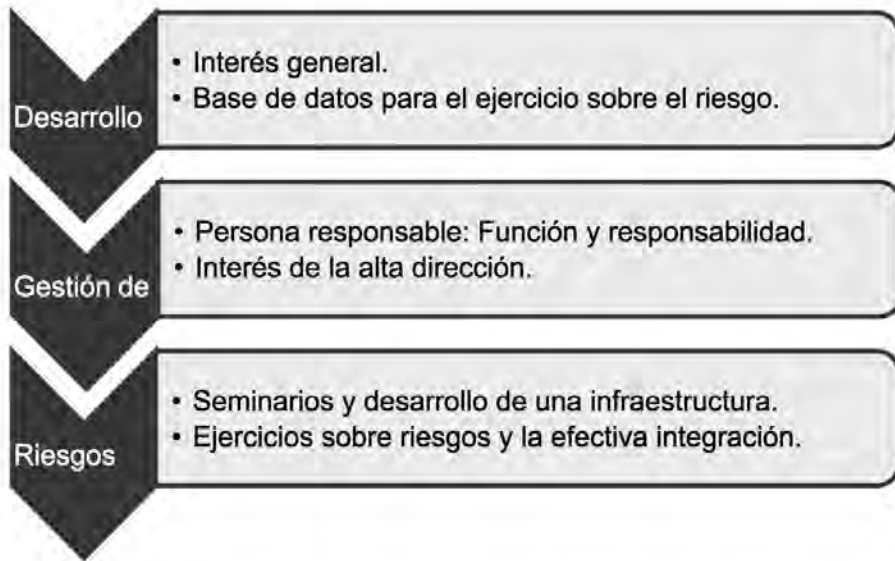 Desarrollo
• Interés general.
• Base de datos para el ejercicio sobre el riesgo.
Gestión de
• Persona responsable: Función y responsabilidad.
• Interés de la alta dirección.
Riesgos
• Seminarios y desarrollo de una infraestructura.
• Ejercicios sobre riesgos y la efectiva integración.